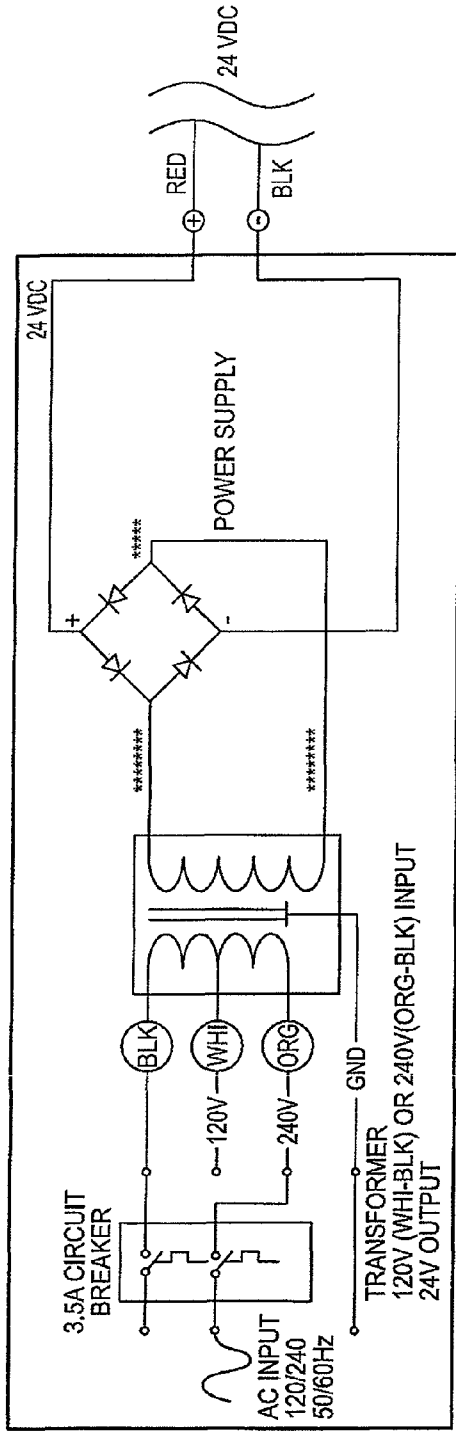 3.5A CIRCUIT
BREAKER
AC INPUT
120/240
50/60Hz
BLK
120V
WHI
240V
ORG
GND
TRANSFORMER
120V (WHI-BLK) OR 240V(ORG-BLK) INPUT
24V OUTPUT
********
********
*****
+
-
POWER SUPPLY
24 VDC
+
-
RED
BLK
24 VDC